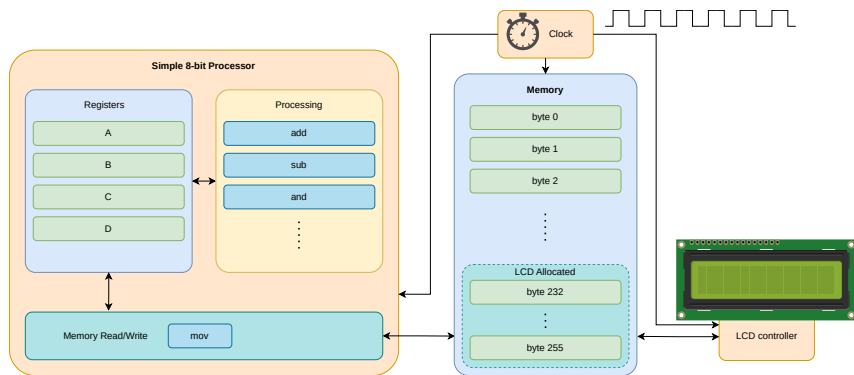 Clock
Simple 8-bit Processor
Registers
A
B
C
D
Processing
add
sub
and
Memory Read/Write
mov
Memory
byte 0
byte 1
byte 2
LCD Allocated
byte 232
byte 255
LCD controller